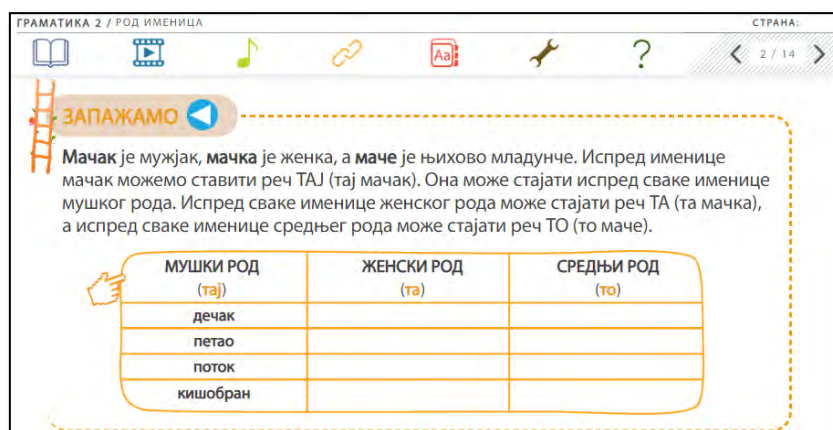 ГРАМАТИКА 2 / РОД ИМЕНИЦА СТРАНА:
Aa
?
2 / 14
ЗАПАЖАМО
Мачак је мужјак, мачка је женка, а маче је њихово младунче. Испред именице
мачак можемо ставити реч ТАЈ (тај мачак). Она може стајати испред сваке именице
мушког рода. Испред сваке именице женског рода може стајати реч ТА (та мачка),
а испред сваке именице средњег рода може стајати реч ТО (то маче).
МУШКИ РОД ЖЕНСКИ РОД СРЕДЊИ РОД
(тај) (та) (то)
дечак
петао
поток
кишобран